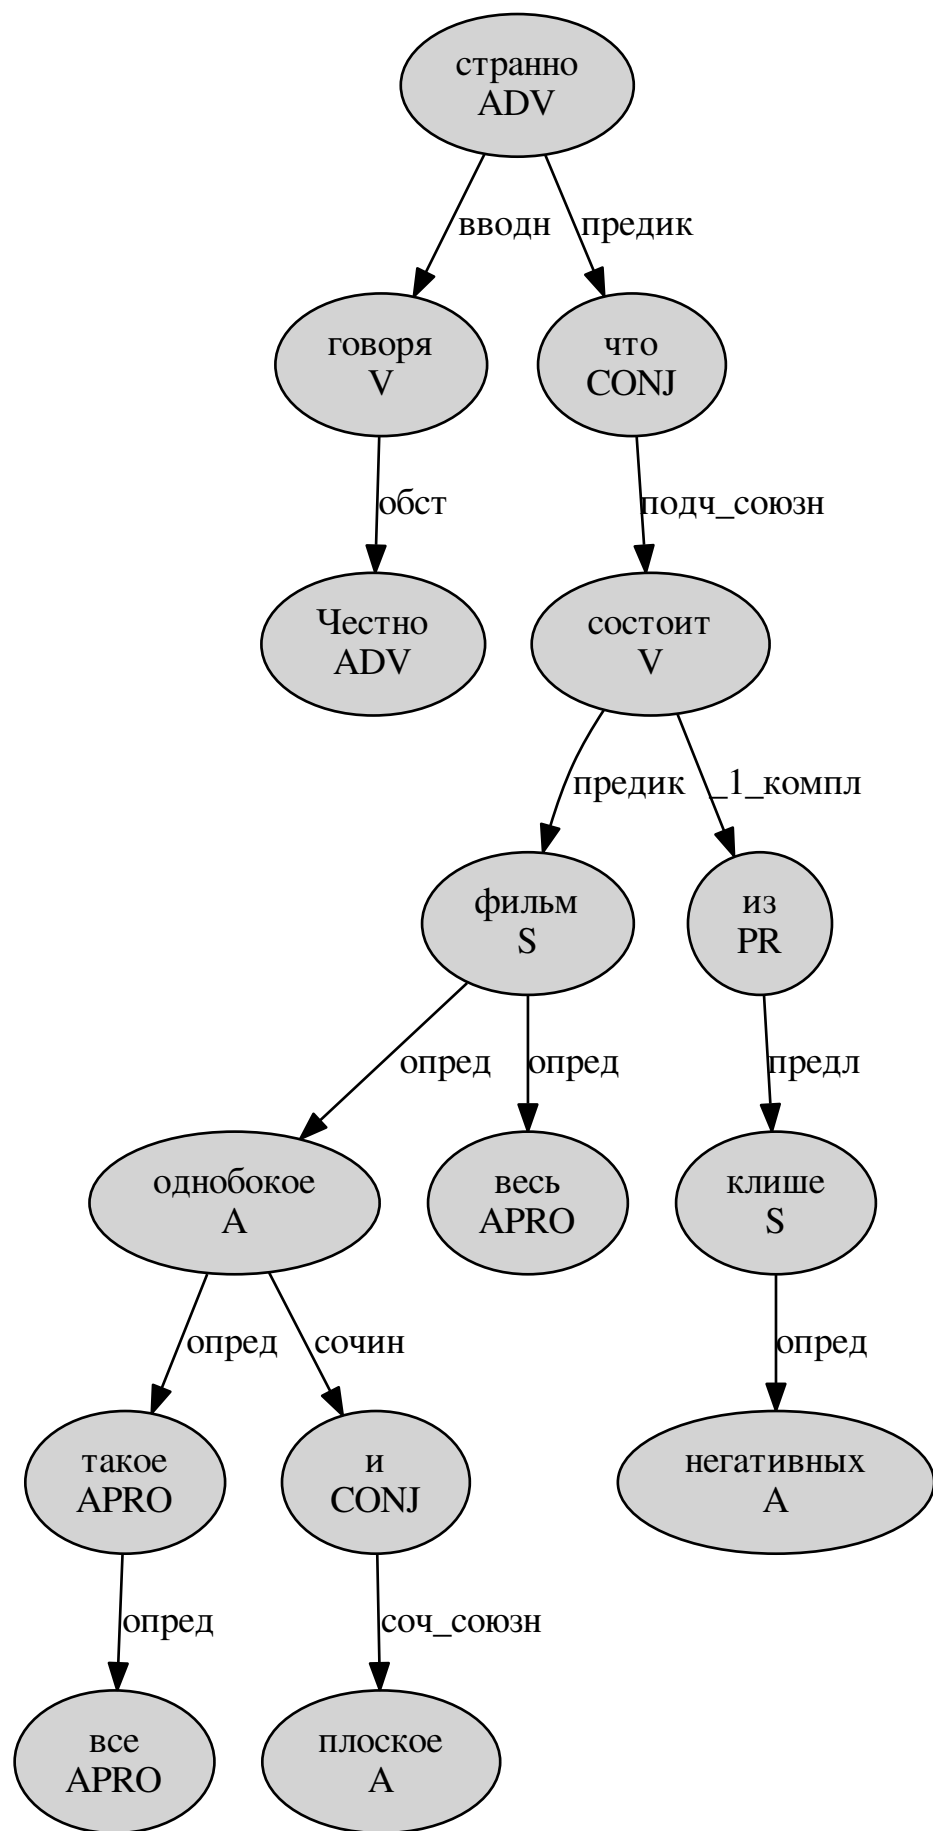 странно
ADV
вводн
предик
говоря
V
что
CONJ
обст
подч_союзн
Честно
ADV
состоит
V
предик
_1_компл
фильм
S
из
PR
опред
опред
предл
однобокое
A
весь
APRO
клише
S
опред
сочин
опред
такое
APRO
и
CONJ
негативных
A
опред
соч_союзн
все
APRO
плоское
A